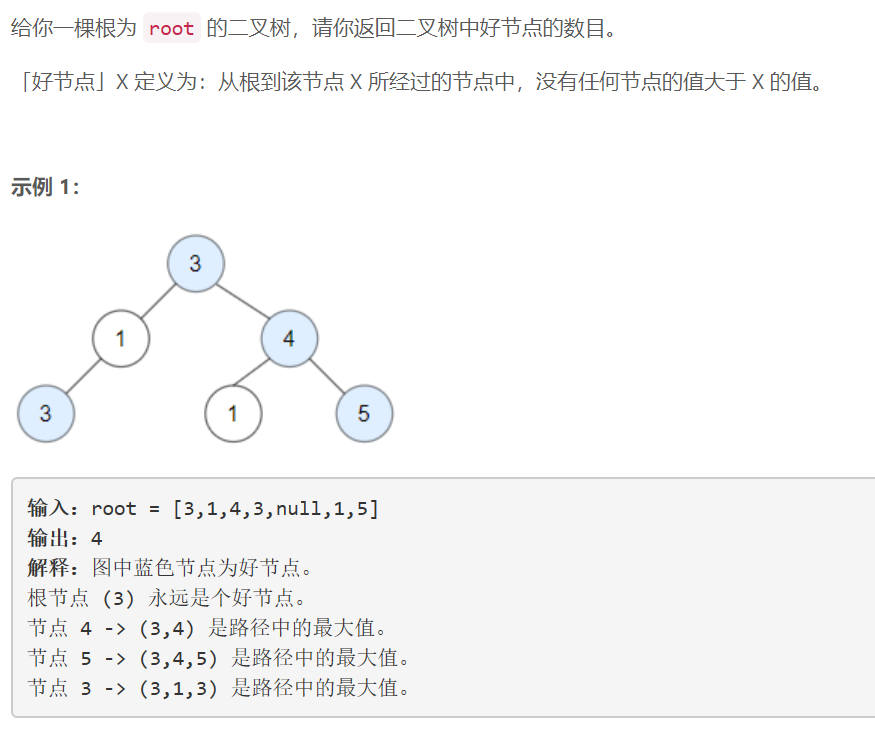 给你一棵根为 root 的二叉树，请你返回二叉树中好节点的数目。
「好节点」X 定义为：从根到该节点 X 所经过的节点中，没有任何节点的值大于 X 的值。
示例 1：
3
1 4
3 1 5
输入：root = [3,1,4,3,null,1,5]
输出：4
解释：图中蓝色节点为好节点。
根节点 (3) 永远是个好节点。
节点 4 -> (3,4) 是路径中的最大值。
节点 5 -> (3,4,5) 是路径中的最大值。
节点 3 -> (3,1,3) 是路径中的最大值。